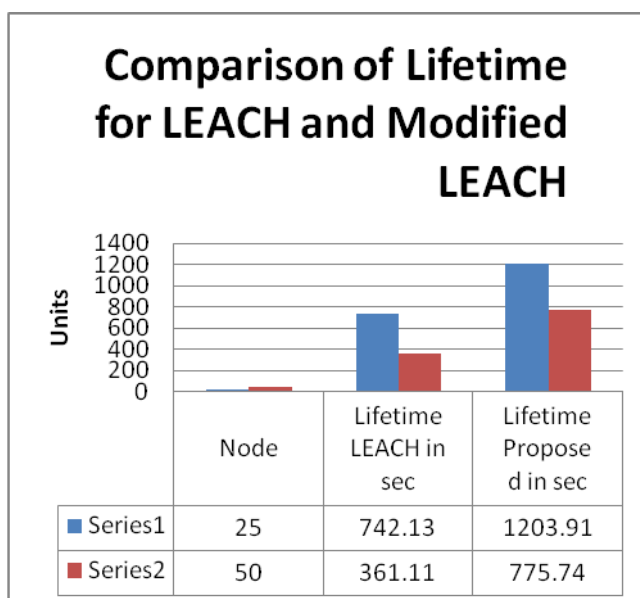 Comparison of Lifetime
for LEACH and Modified
LEACH
Units
1400
1200
1000
800
600
400
200
0
Node
Lifetime
LEACH in
sec
Lifetime
Propose
d in sec
Series1 25 742.13 1203.91
Series2 50 361.11 775.74